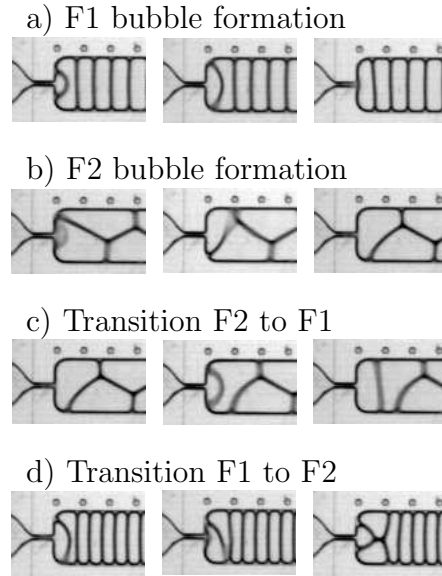 a) F1 bubble formation
b) F2 bubble formation
c) Transition F2 to F1
d) Transition F1 to F2